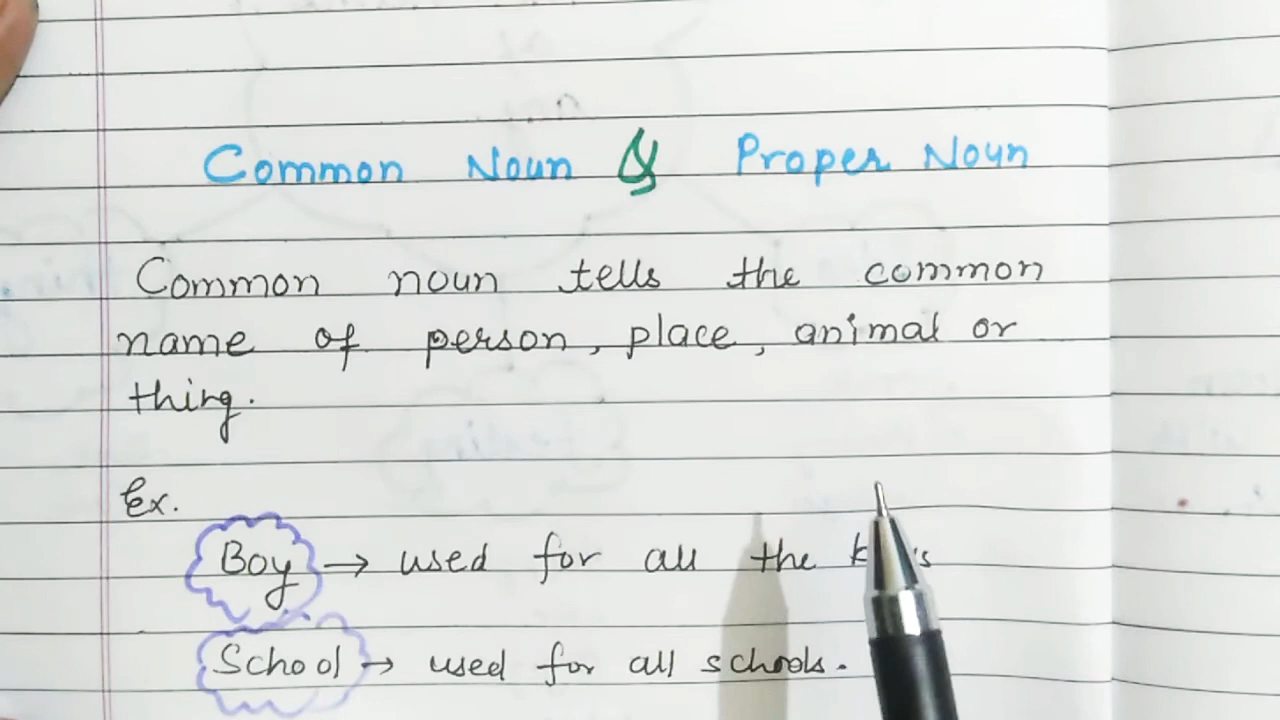 Common Noun & Proper Noun
Common noun tells the common
name of person, place, animal or
thing.
Ex.
Boy → used for all the
School → used for all schools.